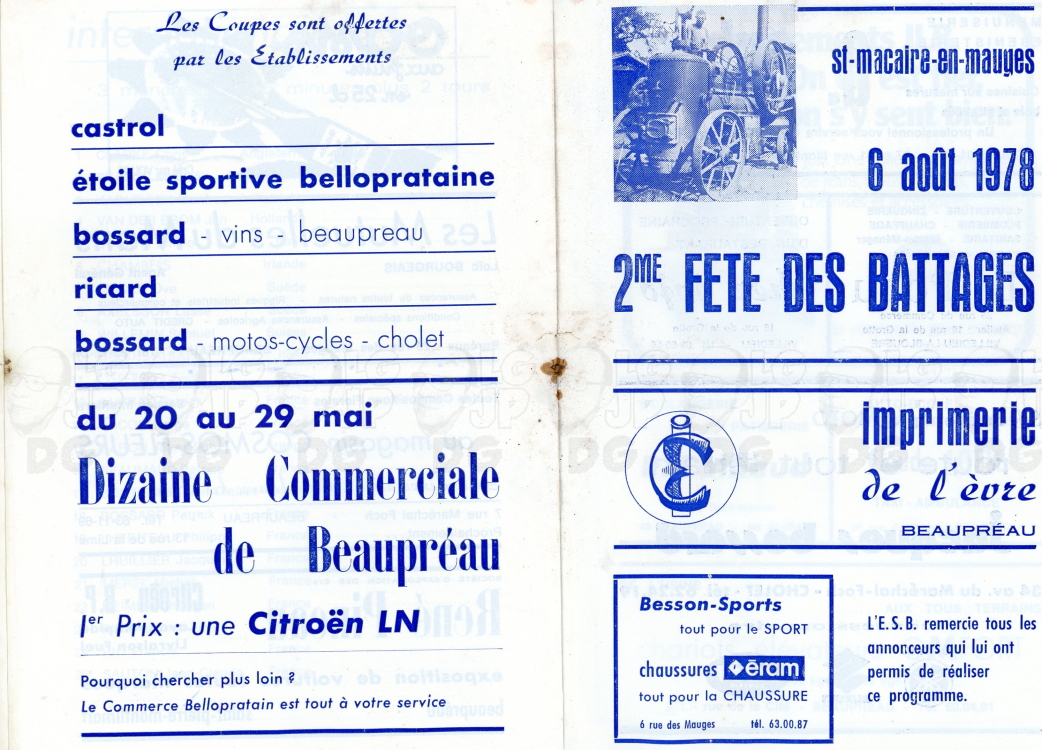 Les Coupes sont offertes
par les Etablissements
castrol
étoile sportive belloprataine
bossard - vins - beaupreau
ricard
bossard - motos-cycles - cholet
du 20 au 29 mai
Dizaine Commerciale
de Beaupréau
1er Prix : une Citroën LN
Pourquoi chercher plus loin ?
Le Commerce Bellopratain est tout à votre service
st-macaire-en-mauges
6 août 1978
2ME FETE DES BATTAGES
imprimerie
de l'èvre
BEAUPRÉAU
Besson-Sports
tout pour le SPORT
chaussures éram
tout pour la CHAUSSURE
6 rue des Mauges tél. 63.00.87
L'E.S.B. remercie tous les
annonceurs qui lui ont
permis de réaliser
ce programme.